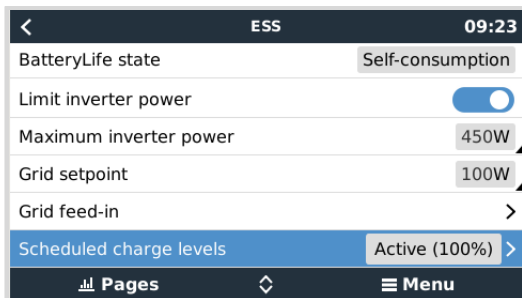 ESS 09:23
BatteryLife state Self-consumption
Limit inverter power
Maximum inverter power 450W
Grid setpoint 100W
Grid feed-in
Scheduled charge levels Active (100%)
Pages Menu